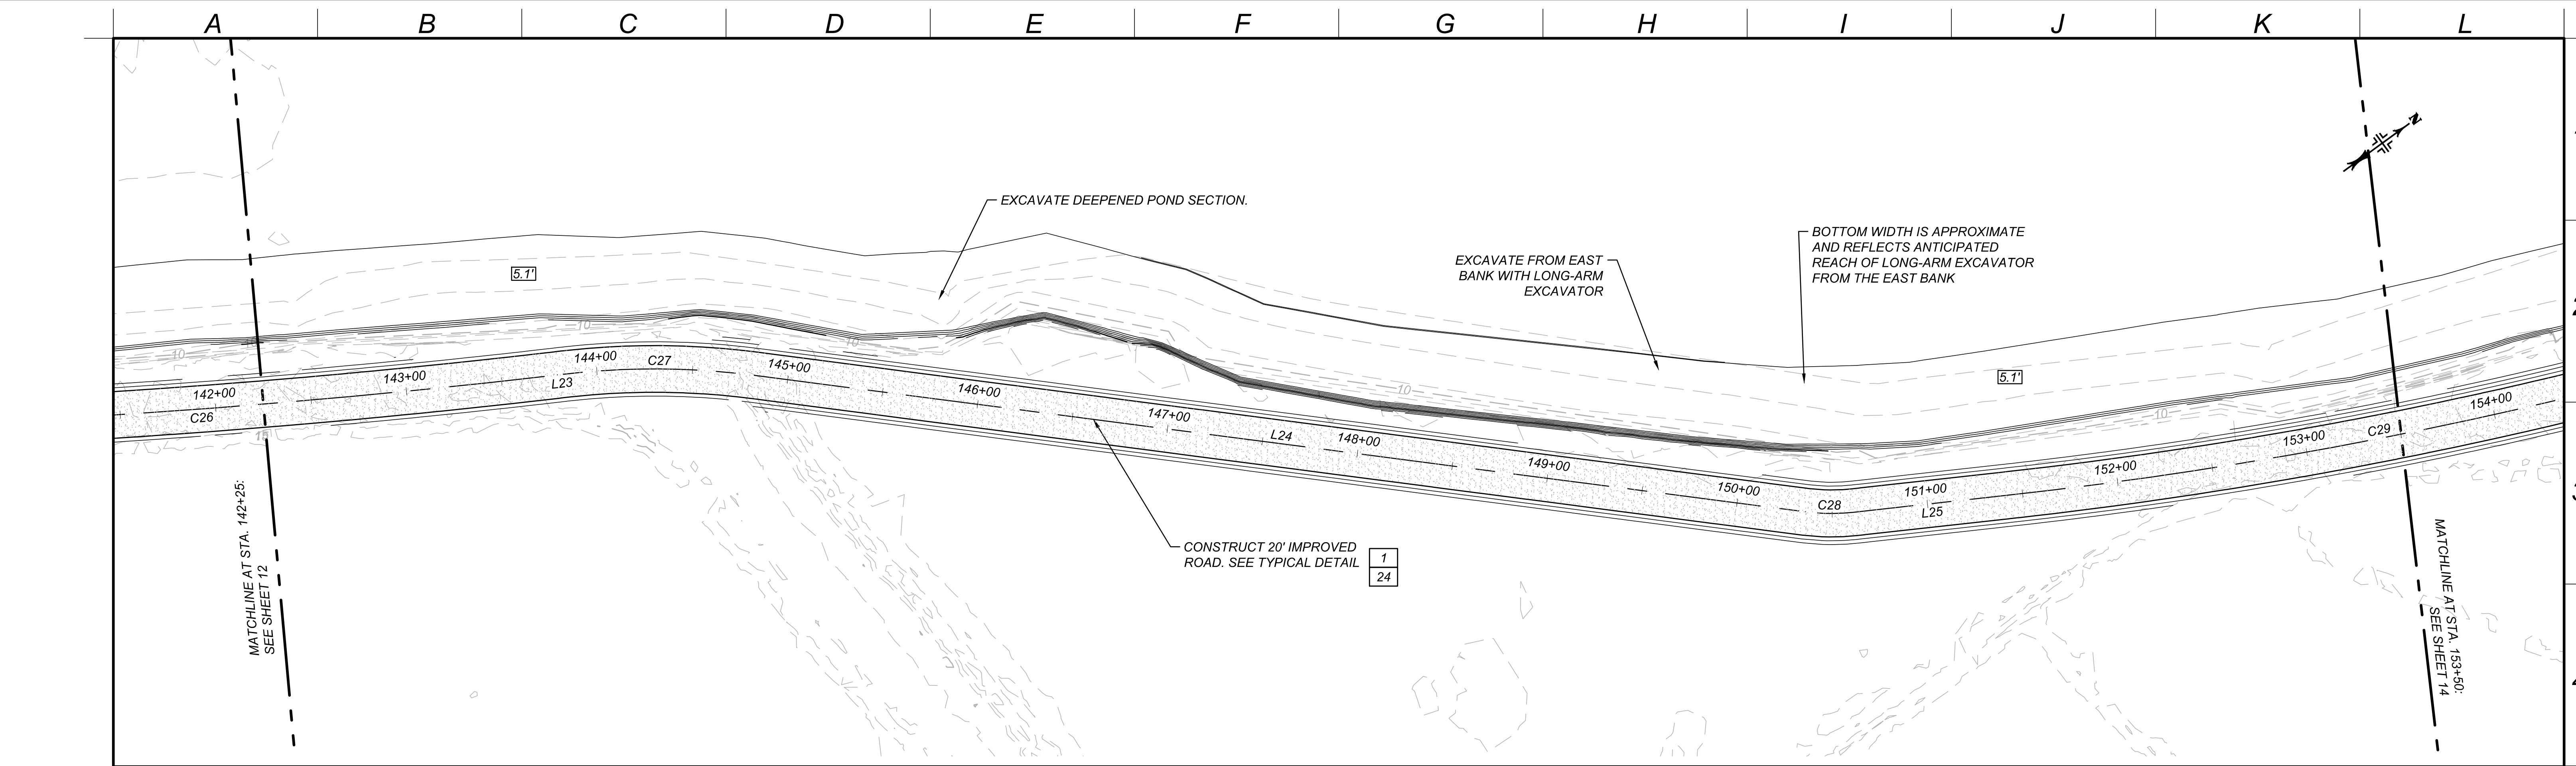 A B C D E F G H I J K L
N
EXCAVATE DEEPENED POND SECTION.
EXCAVATE FROM EAST
BANK WITH LONG-ARM
EXCAVATOR
BOTTOM WIDTH IS APPROXIMATE
AND REFLECTS ANTICIPATED
REACH OF LONG-ARM EXCAVATOR
FROM THE EAST BANK
5.1'
5.1'
10
10
10
10
10
15
142+00
C26
143+00
144+00
L23
C27
145+00
146+00
147+00
L24
148+00
149+00
150+00
C28
151+00
L25
152+00
153+00
C29
154+00
CONSTRUCT 20' IMPROVED
ROAD. SEE TYPICAL DETAIL
1
24
MATCHLINE AT STA. 142+25:
SEE SHEET 12
MATCHLINE AT STA. 153+50:
SEE SHEET 14